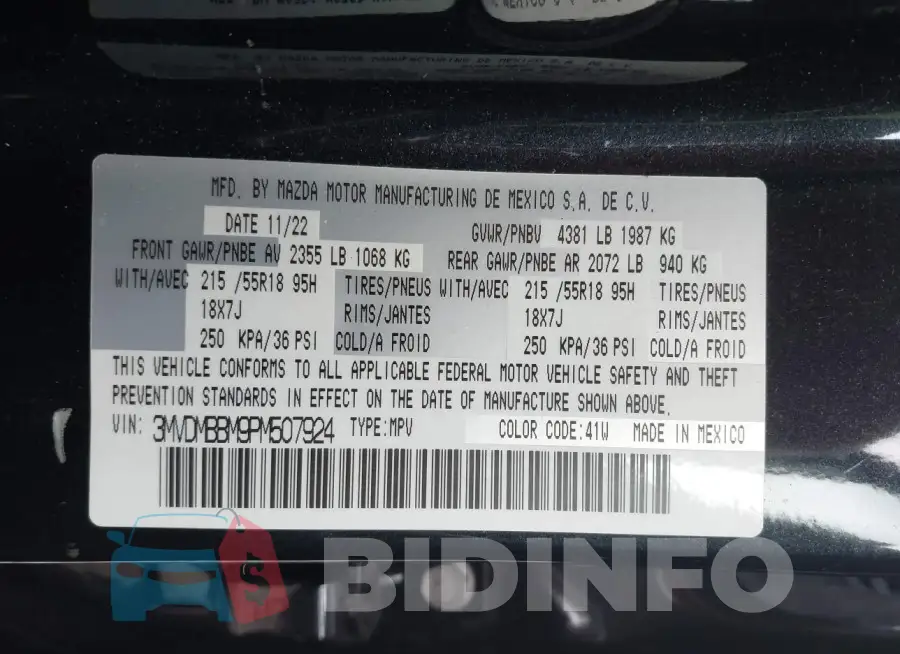 MFD. BY MAZDA MOTOR MANUFACTURING DE MEXICO S.A. DE C.V.
DATE 11/22 GVWR/PNBV 4381 LB 1987 KG
FRONT GAWR/PNBE AV 2355 LB 1068 KG REAR GAWR/PNBE AR 2072 LB 940 KG
WITH/AVEC 215 /55R18 95H TIRES/PNEUS WITH/AVEC 215 /55R18 95H TIRES/PNEUS
18X7J RIMS/JANTES 18X7J RIMS/JANTES
250 KPA/36 PSI COLD/A FROID 250 KPA/36 PSI COLD/A FROID
THIS VEHICLE CONFORMS TO ALL APPLICABLE FEDERAL MOTOR VEHICLE SAFETY AND THEFT
PREVENTION STANDARDS IN EFFECT ON THE DATE OF MANUFACTURE SHOWN ABOVE.
VIN: 3MVDMBBM9PM507924 TYPE:MPV COLOR CODE:41W MADE IN MEXICO
$ BIDINFO